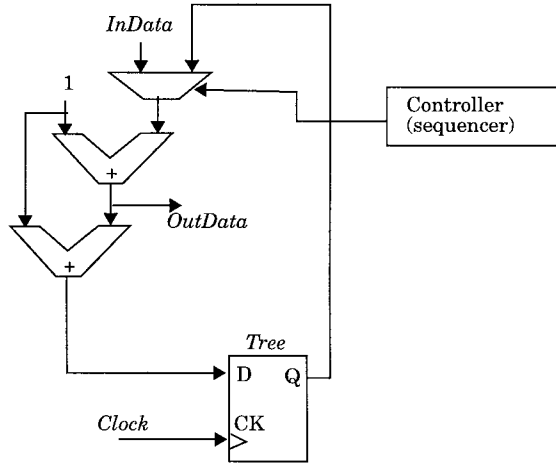 InData
1
Controller
(sequencer)
+
OutData
+
Tree
D Q
Clock
CK